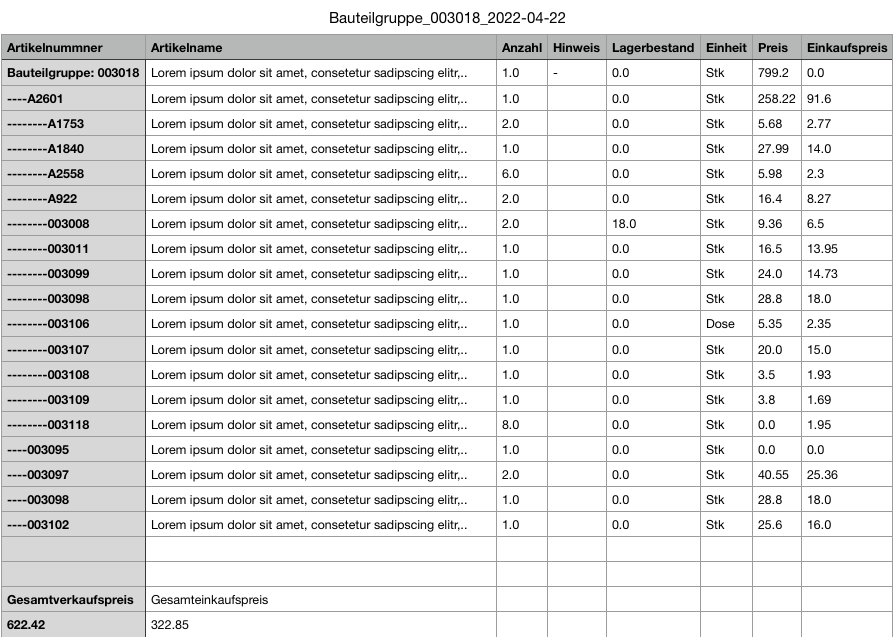 Bauteilgruppe_003018_2022-04-22
Artikelnummner Artikelname Anzahl Hinweis Lagerbestand Einheit Preis Einkaufspreis
Bauteilgruppe: 003018 Lorem ipsum dolor sit amet, consetetur sadipscing elitr,.. 1.0 - 0.0 Stk 799.2 0.0
----A2601 Lorem ipsum dolor sit amet, consetetur sadipscing elitr,.. 1.0 0.0 Stk 258.22 91.6
--------A1753 Lorem ipsum dolor sit amet, consetetur sadipscing elitr,.. 2.0 0.0 Stk 5.68 2.77
--------A1840 Lorem ipsum dolor sit amet, consetetur sadipscing elitr,.. 1.0 0.0 Stk 27.99 14.0
--------A2558 Lorem ipsum dolor sit amet, consetetur sadipscing elitr,.. 6.0 0.0 Stk 5.98 2.3
--------A922 Lorem ipsum dolor sit amet, consetetur sadipscing elitr,.. 2.0 0.0 Stk 16.4 8.27
--------003008 Lorem ipsum dolor sit amet, consetetur sadipscing elitr,.. 2.0 18.0 Stk 9.36 6.5
--------003011 Lorem ipsum dolor sit amet, consetetur sadipscing elitr,.. 1.0 0.0 Stk 16.5 13.95
--------003099 Lorem ipsum dolor sit amet, consetetur sadipscing elitr,.. 1.0 0.0 Stk 24.0 14.73
--------003098 Lorem ipsum dolor sit amet, consetetur sadipscing elitr,.. 1.0 0.0 Stk 28.8 18.0
--------003106 Lorem ipsum dolor sit amet, consetetur sadipscing elitr,.. 1.0 0.0 Dose 5.35 2.35
--------003107 Lorem ipsum dolor sit amet, consetetur sadipscing elitr,.. 1.0 0.0 Stk 20.0 15.0
--------003108 Lorem ipsum dolor sit amet, consetetur sadipscing elitr,.. 1.0 0.0 Stk 3.5 1.93
--------003109 Lorem ipsum dolor sit amet, consetetur sadipscing elitr,.. 1.0 0.0 Stk 3.8 1.69
--------003118 Lorem ipsum dolor sit amet, consetetur sadipscing elitr,.. 8.0 0.0 Stk 0.0 1.95
----003095 Lorem ipsum dolor sit amet, consetetur sadipscing elitr,.. 1.0 0.0 Stk 0.0 0.0
----003097 Lorem ipsum dolor sit amet, consetetur sadipscing elitr,.. 2.0 0.0 Stk 40.55 25.36
----003098 Lorem ipsum dolor sit amet, consetetur sadipscing elitr,.. 1.0 0.0 Stk 28.8 18.0
----003102 Lorem ipsum dolor sit amet, consetetur sadipscing elitr,.. 1.0 0.0 Stk 25.6 16.0
Gesamtverkaufspreis Gesamteinkaufspreis
622.42 322.85